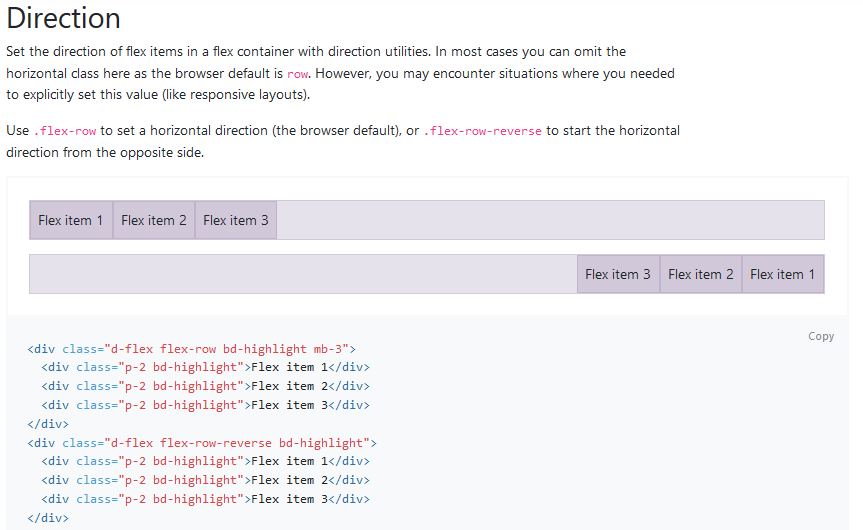 Direction
Set the direction of flex items in a flex container with direction utilities. In most cases you can omit the
horizontal class here as the browser default is row. However, you may encounter situations where you needed
to explicitly set this value (like responsive layouts).
Use .flex-row to set a horizontal direction (the browser default), or .flex-row-reverse to start the horizontal
direction from the opposite side.
Flex item 1 Flex item 2 Flex item 3
Flex item 3 Flex item 2 Flex item 1
Copy
<div class="d-flex flex-row bd-highlight mb-3">
  <div class="p-2 bd-highlight">Flex item 1</div>
  <div class="p-2 bd-highlight">Flex item 2</div>
  <div class="p-2 bd-highlight">Flex item 3</div>
</div>
<div class="d-flex flex-row-reverse bd-highlight">
  <div class="p-2 bd-highlight">Flex item 1</div>
  <div class="p-2 bd-highlight">Flex item 2</div>
  <div class="p-2 bd-highlight">Flex item 3</div>
</div>